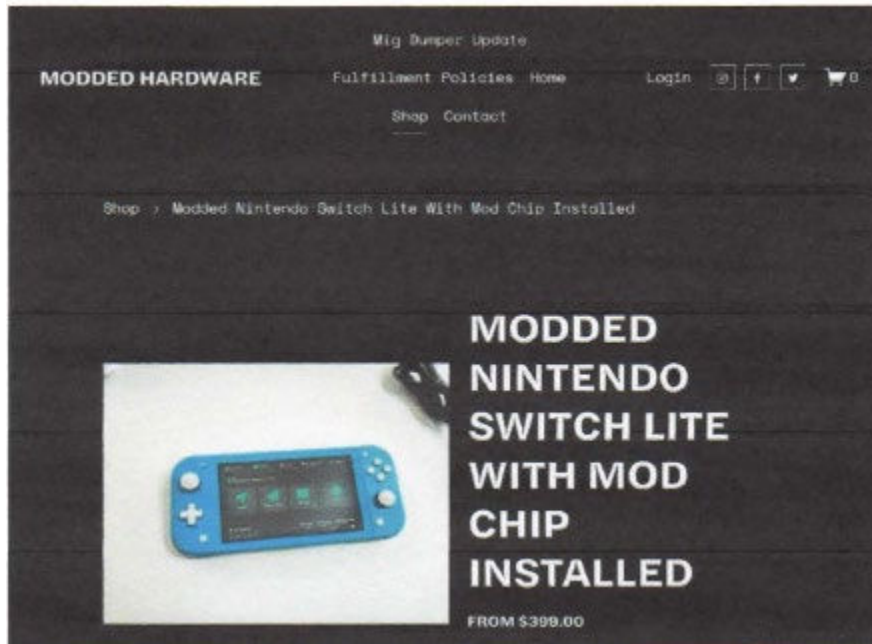 Mig Dumper Update
MODDED HARDWARE
Fulfillment Policies Home
Login
0
Shop Contact
Shop > Modded Nintendo Switch Lite With Mod Chip Installed
MODDED
NINTENDO
SWITCH LITE
WITH MOD
CHIP
INSTALLED
FROM $399.00